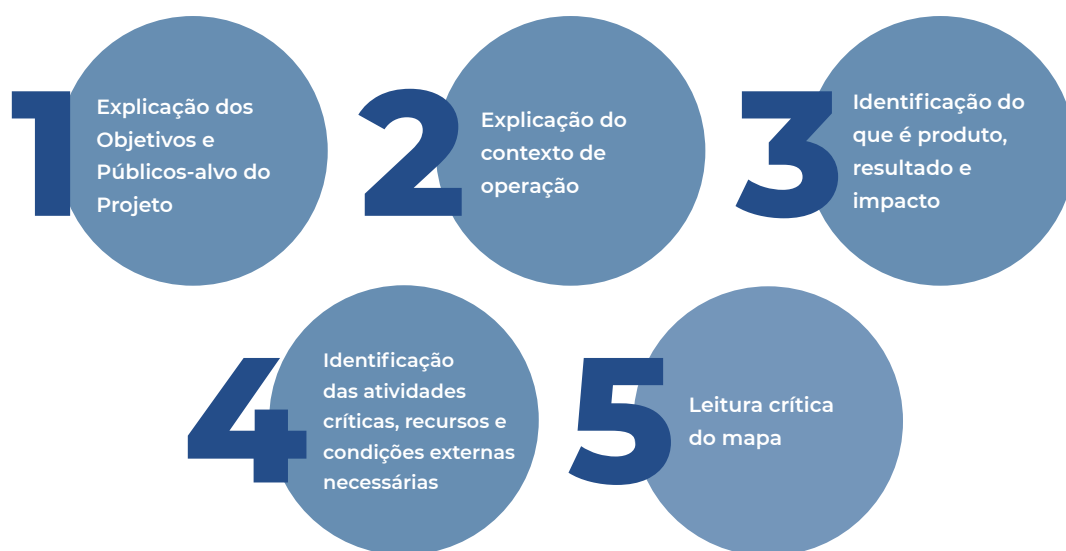 1
Explicação dos
Objetivos e
Públicos-alvo do
Projeto
2
Explicação do
contexto de
operação
3
Identificação do
que é produto,
resultado e
impacto
4
Identificação
das atividades
críticas, recursos e
condições externas
necessárias
5
Leitura crítica
do mapa